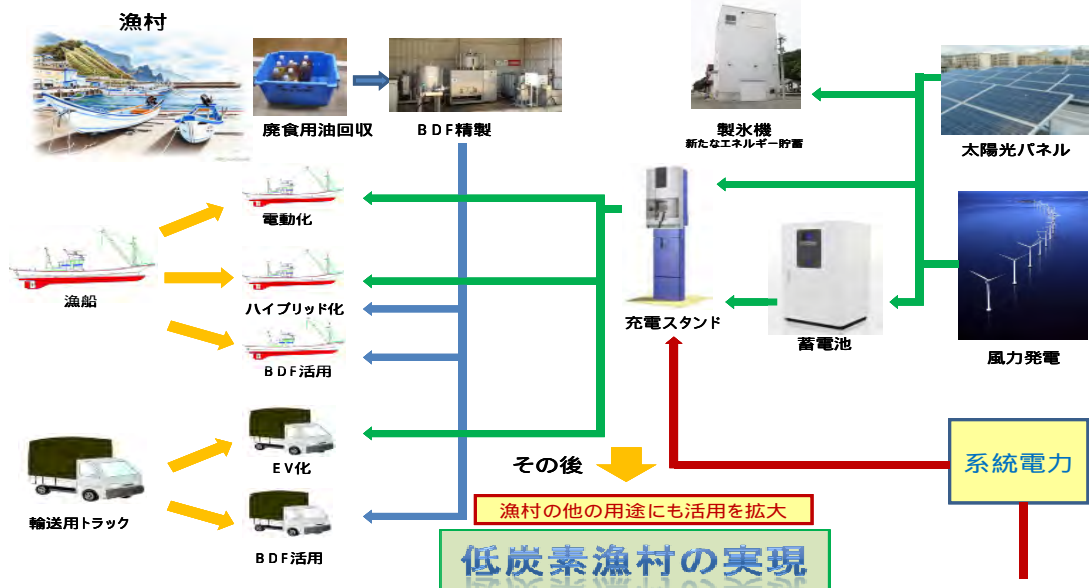 漁村
廃食用油回収
BDF精製
製氷機
新たなエネルギー貯蓄
太陽光パネル
電動化
漁船
ハイブリッド化
充電スタンド
蓄電池
風力発電
BDF活用
EV化
その後
系統電力
輸送用トラック
漁村の他の用途にも活用を拡大
BDF活用
低炭素漁村の実現